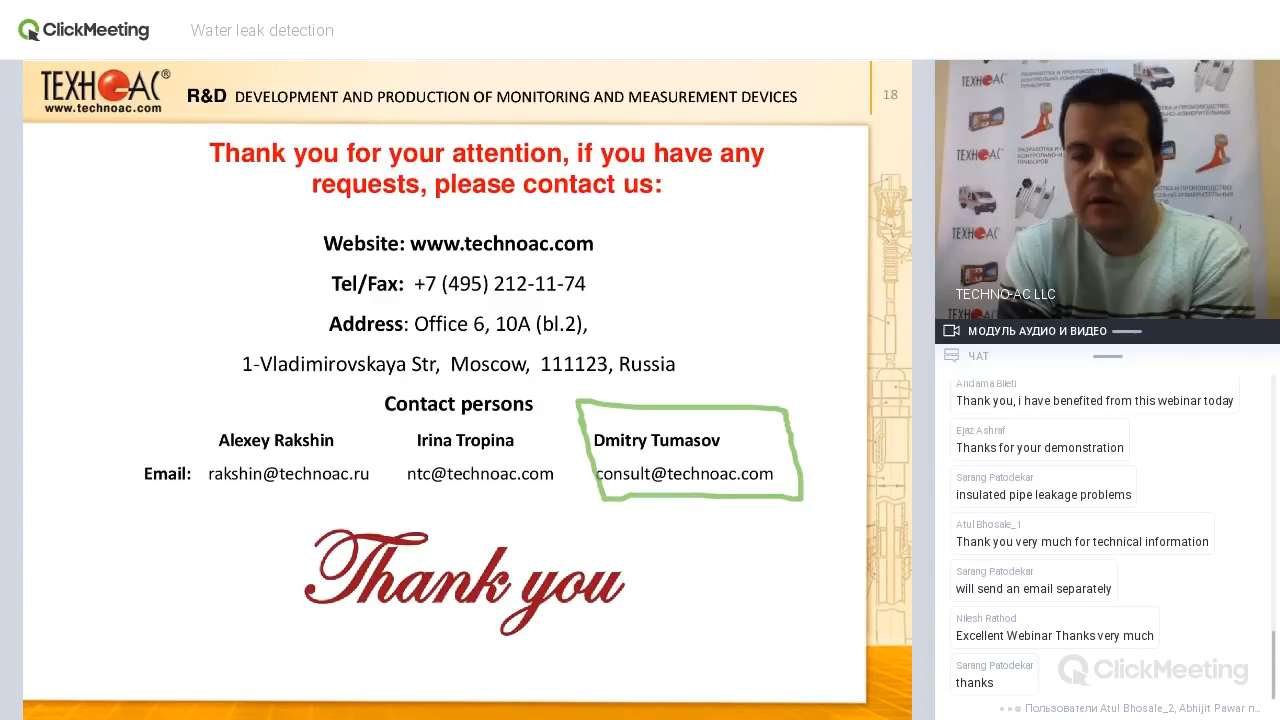 ClickMeeting
Water leak detection
ТЕХНО-АС®
www.technoac.com
R&D DEVELOPMENT AND PRODUCTION OF MONITORING AND MEASUREMENT DEVICES
18
Thank you for your attention, if you have any
requests, please contact us:
Website: www.technoac.com
Tel/Fax: +7 (495) 212-11-74
Address: Office 6, 10A (bl.2),
1-Vladimirovskaya Str, Moscow, 111123, Russia
Contact persons
Alexey Rakshin Irina Tropina Dmitry Tumasov
Email: rakshin@technoac.ru ntc@technoac.com consult@technoac.com
Thank you
TECHNO-AC LLC
МОДУЛЬ АУДИО И ВИДЕО
ЧАТ
Andama Bileti
Thank you, i have benefited from this webinar today
Ejaz Ashraf
Thanks for your demonstration
Sarang Patodekar
insulated pipe leakage problems
Atul Bhosale_1
Thank you very much for technical information
Sarang Patodekar
will send an email separately
Nilesh Rathod
Excellent Webinar Thanks very much
Sarang Patodekar
thanks
ClickMeeting
Пользователи Atul Bhosale_2, Abhijit Pawar п...